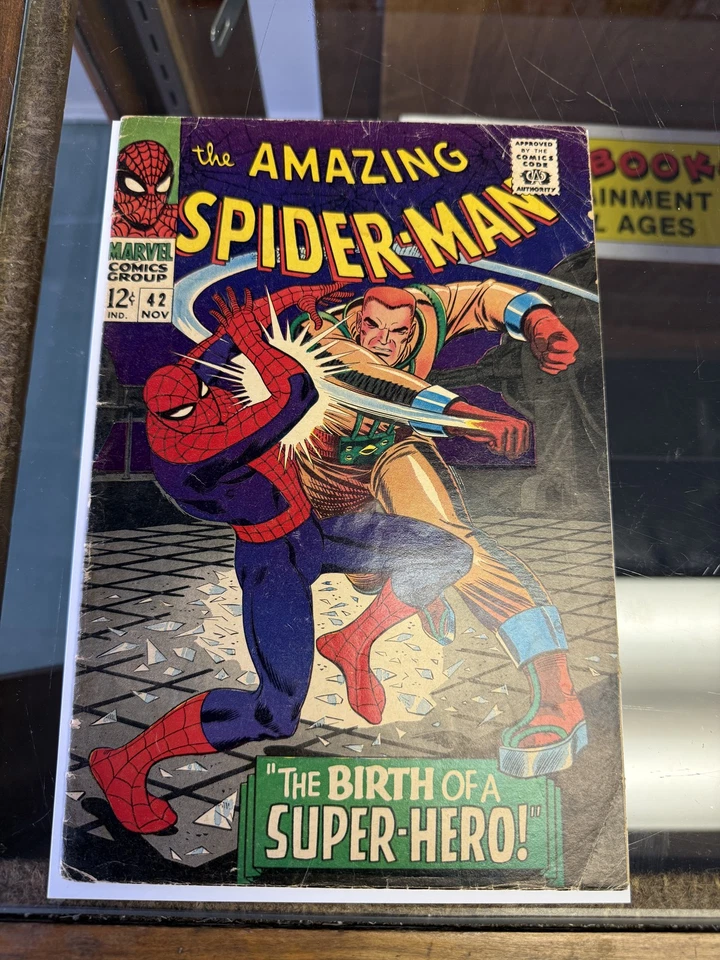 the AMAZING
SPIDER-MAN
APPROVED
BY THE
COMICS
CODE
CA
AUTHORITY
MARVEL
COMICS
GROUP
12¢
IND.
42
NOV
"THE BIRTH OF A
SUPER-HERO!"
BOOK
INMENT
AGES